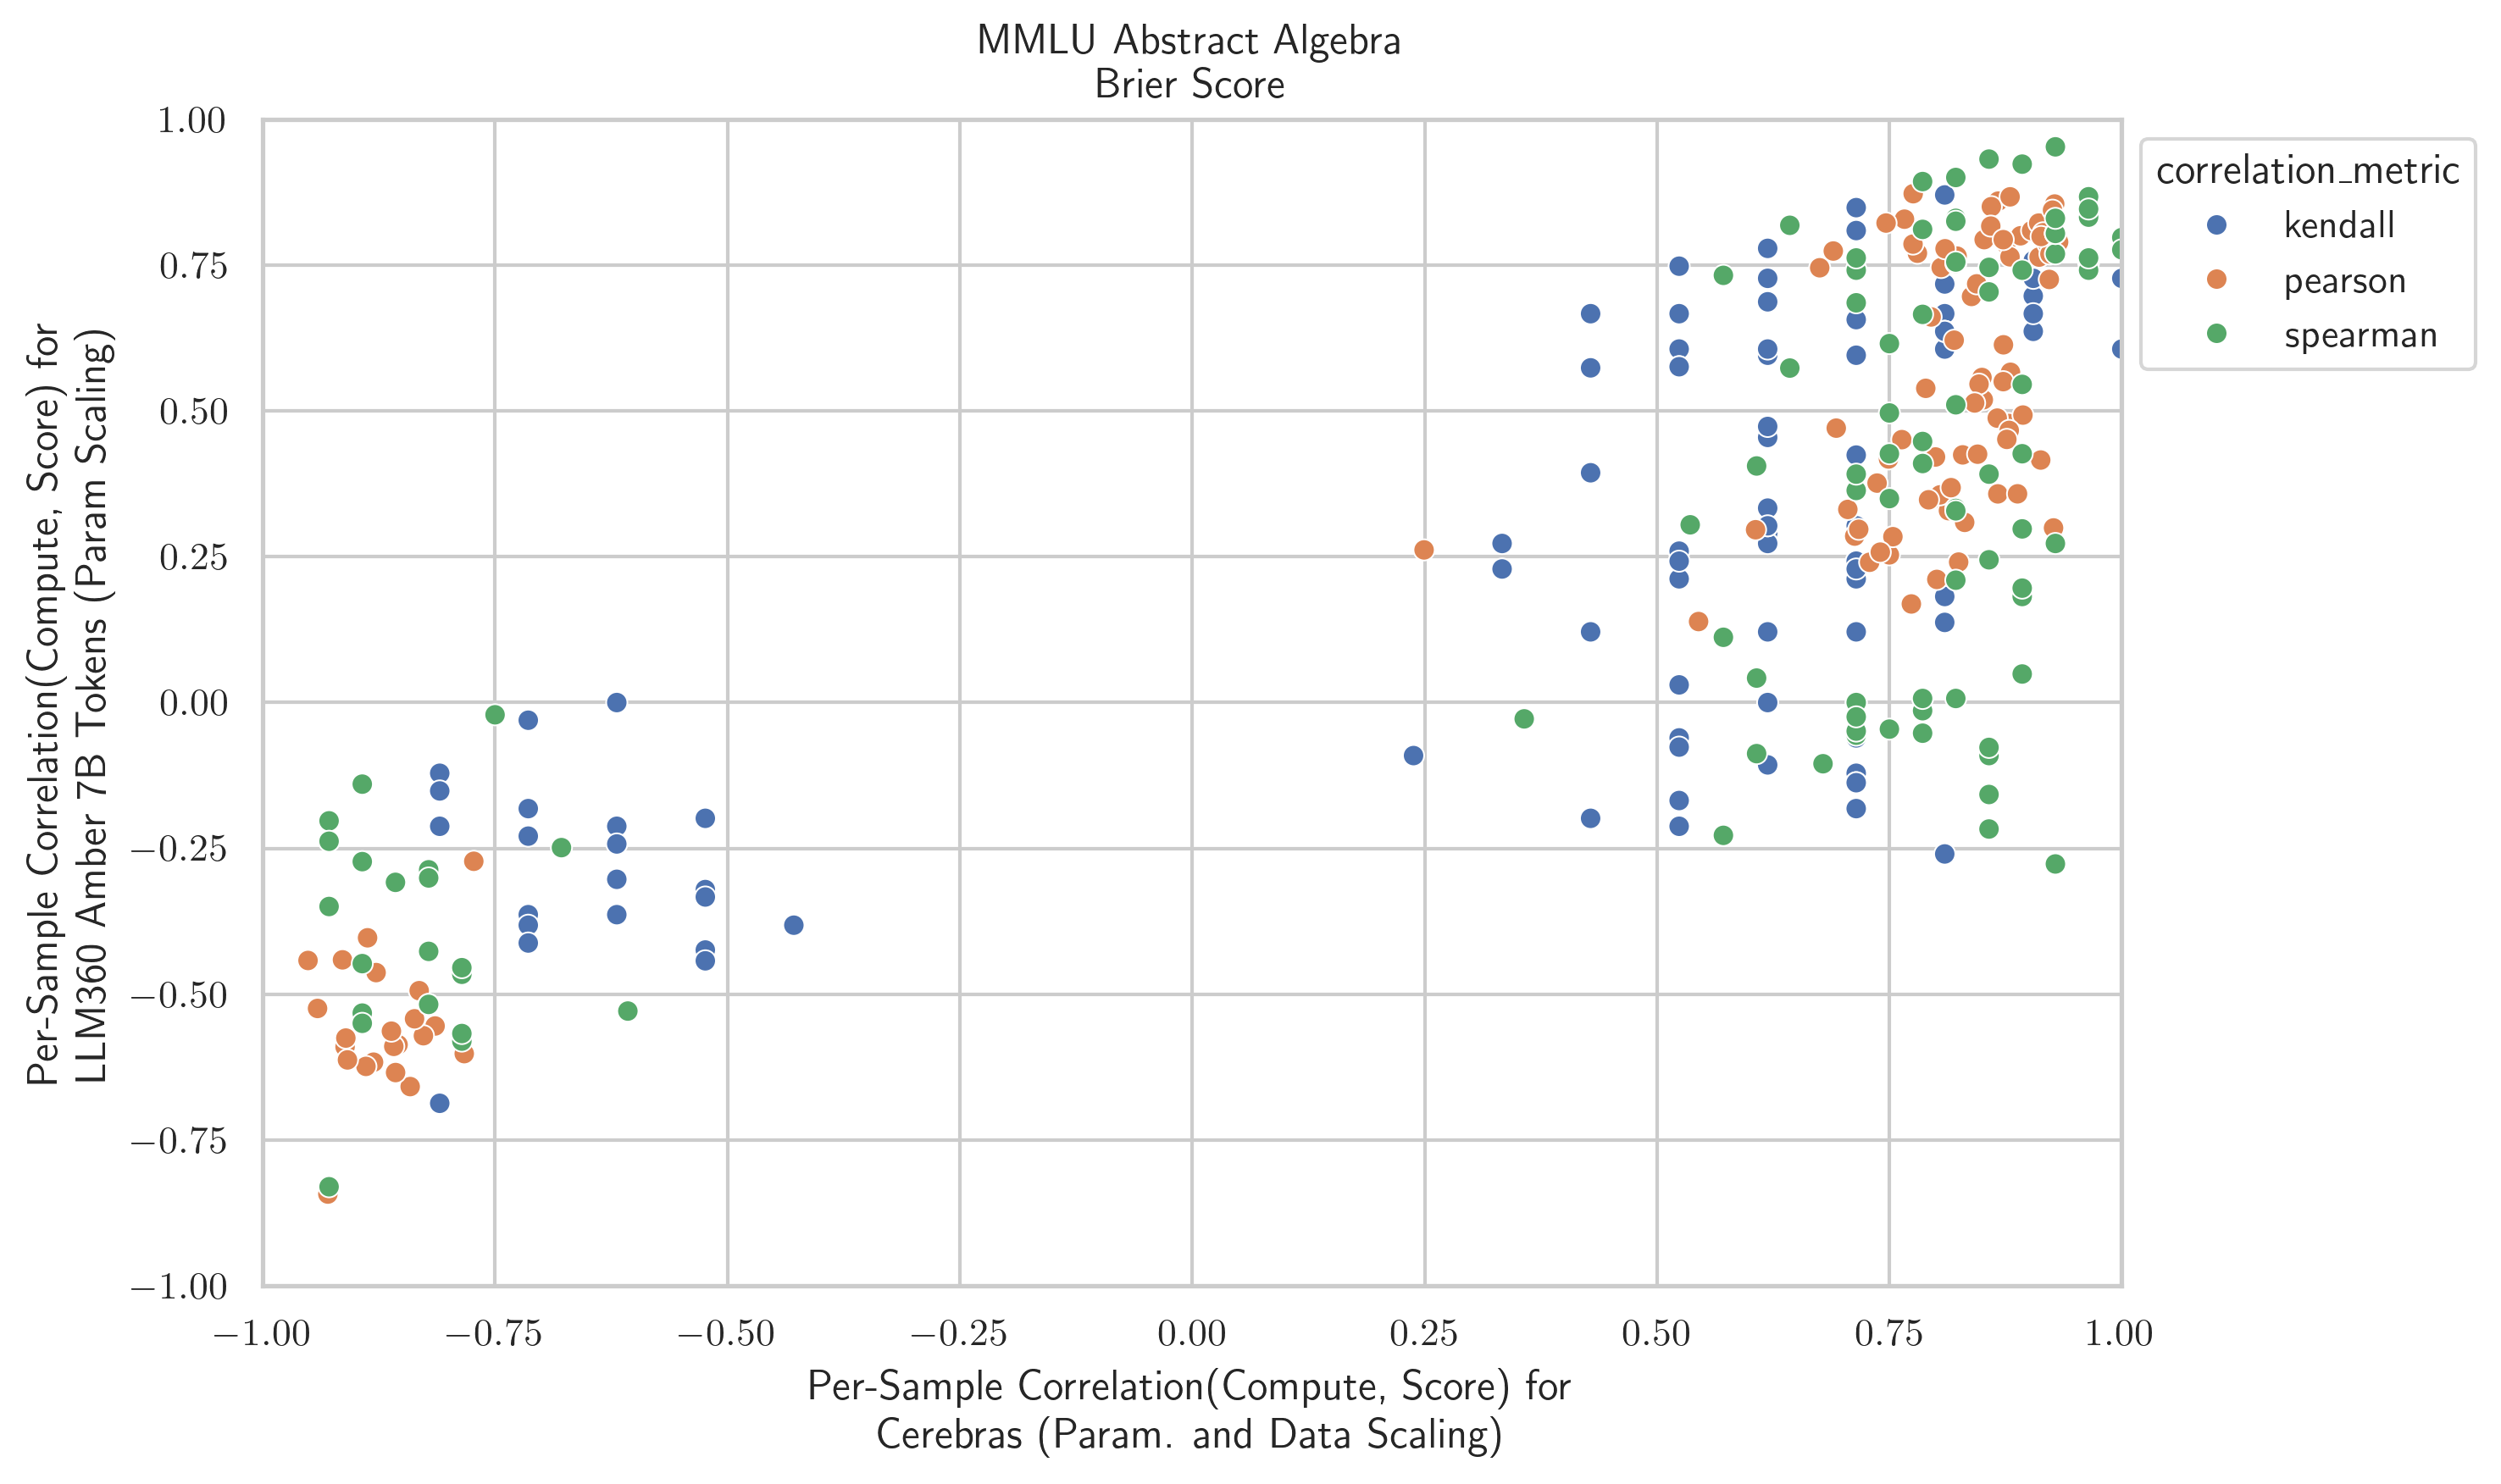 MMLU Abstract Algebra
Brier Score
1.00
0.75
0.50
0.25
0.00
−0.25
−0.50
−0.75
−1.00
−1.00
−0.75
−0.50
−0.25
0.00
0.25
0.50
0.75
1.00
Per-Sample Correlation(Compute, Score) for
LLM360 Amber 7B Tokens (Param Scaling)
Per-Sample Correlation(Compute, Score) for
Cerebras (Param. and Data Scaling)
correlation_metric
kendall
pearson
spearman